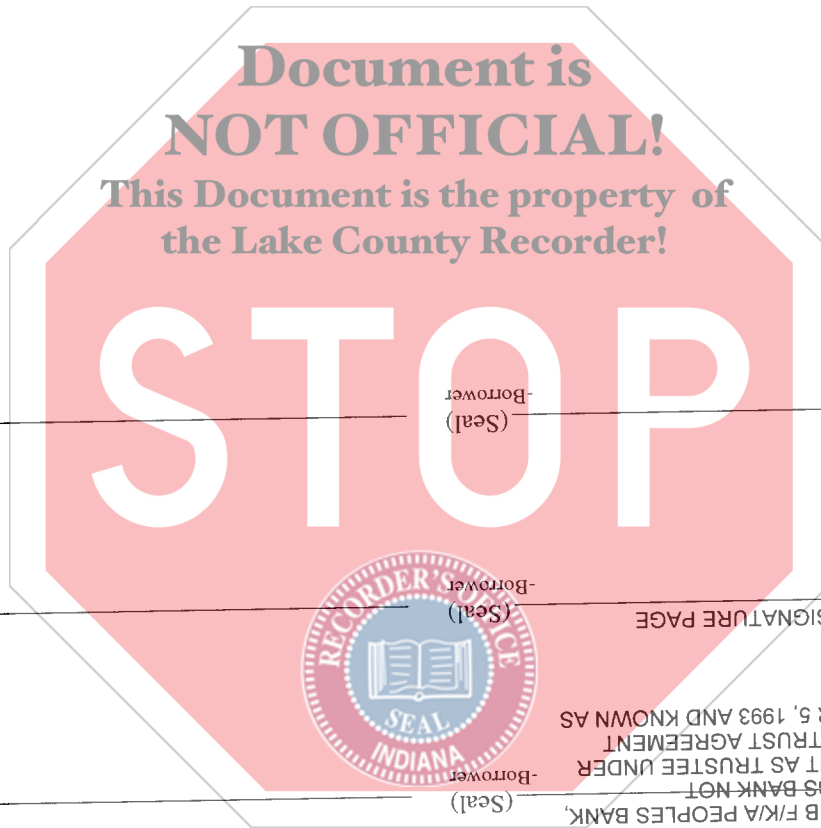 Document is
NOT OFFICIAL!
This Document is the property of
the Lake County Recorder!
STOP
RECORDER'S OFFICE
SEAL
INDIANA
B F/K/A PEOPLES BANK,
BANK NOT
AS TRUSTEE UNDER
TRUST AGREEMENT
5, 1993 AND KNOWN AS
(Seal)
-Borrower
SIGNATURE PAGE
(Seal)
-Borrower
(Seal)
-Borrower